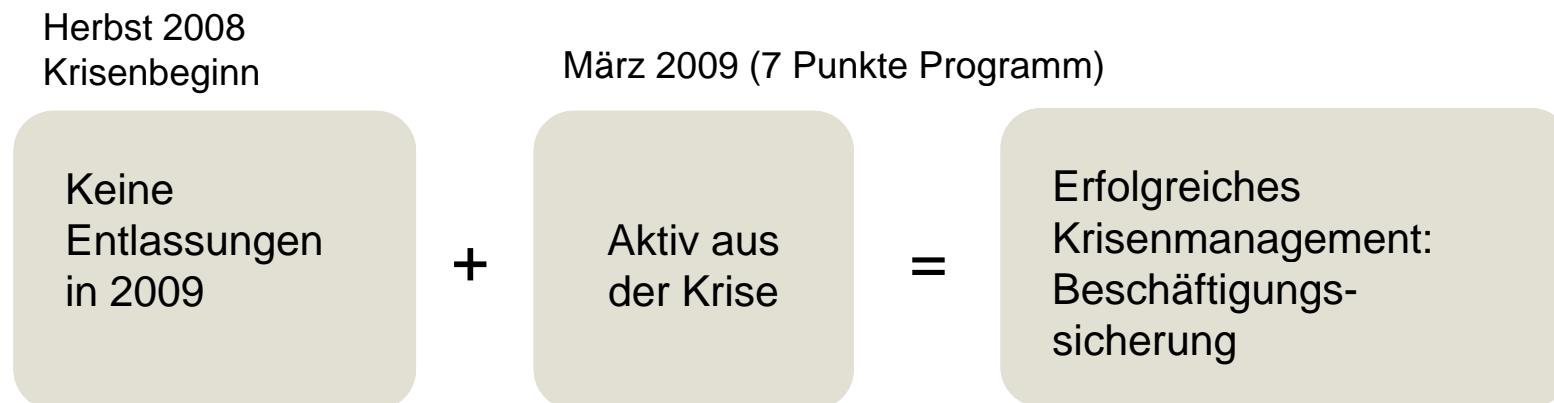 Herbst 2008
Krisenbeginn
März 2009 (7 Punkte Programm)
Keine
Entlassungen
in 2009
+
Aktiv aus
der Krise
=
Erfolgreiches
Krisenmanagement:
Beschäftigungs-
sicherung